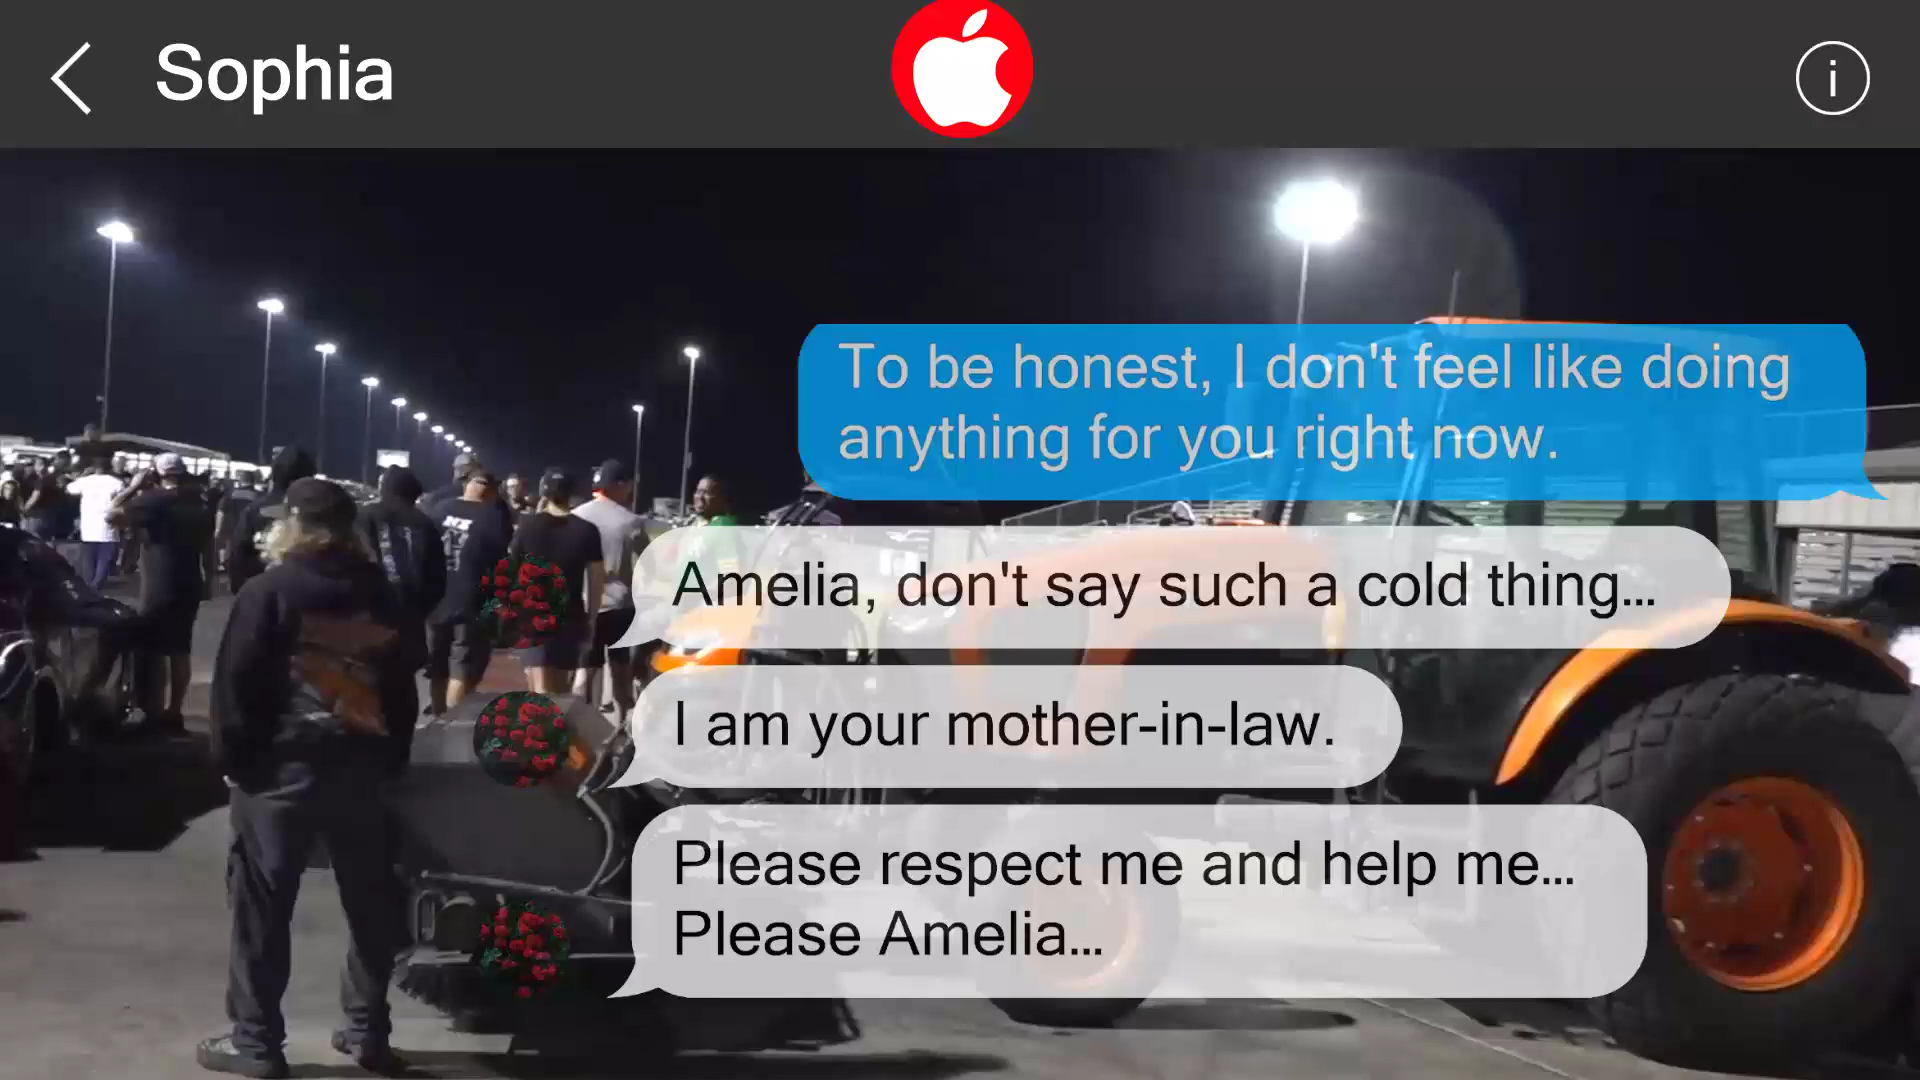 Sophia
To be honest, I don't feel like doing
anything for you right now.
Amelia, don't say such a cold thing...
I am your mother-in-law.
Please respect me and help me...
Please Amelia...